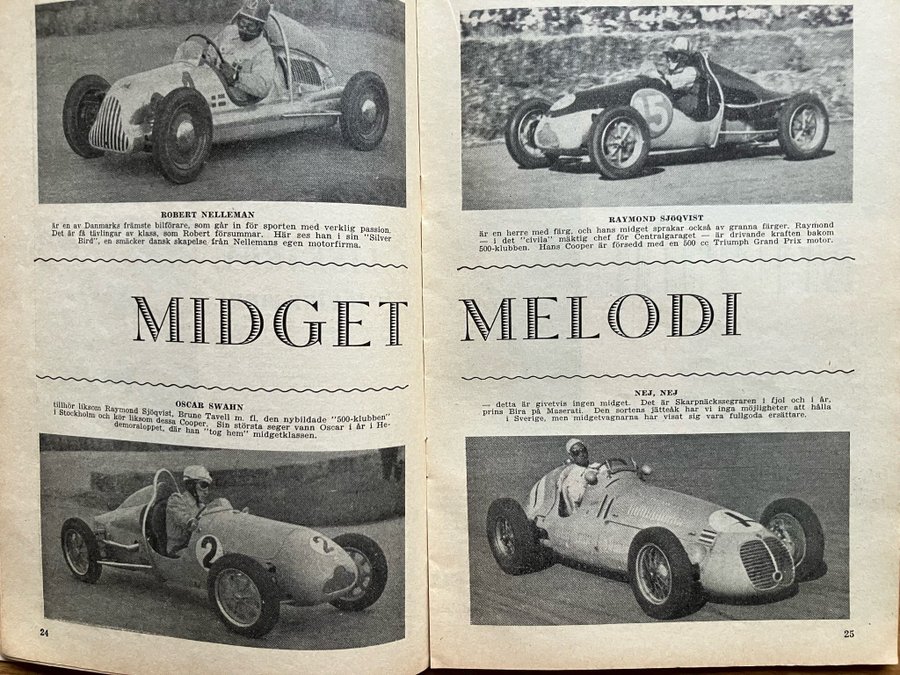 ROBERT NELLEMAN
är en av Danmarks främste bilförare, som går in för sporten med verklig passion.
Det är få tävlingar av klass, som Robert försummar. Här ses han i sin "Silver
Bird", en smäcker dansk skapelse från Nellemans egen motorfirma.
MIDGET
OSCAR SWAHN
tillhör liksom Raymond Sjöqvist, Brune Tavell m. fl. den nybildade "500-klubben"
i Stockholm och kör liksom dessa Cooper. Sin största seger vann Oscar i år i He-
demoraloppet, där han "tog hem" midgetklassen.
2
2
24
15
RAYMOND SJÖQVIST
är en herre med färg, och hans midget sprakar också av granna färger. Raymond
— i det "civila" mäktig chef för Centralgaraget — är drivande kraften bakom
500-klubben. Hans Cooper är försedd med en 500 cc Triumph Grand Prix motor.
MELODI
NEJ, NEJ
— detta är givetvis ingen midget. Det är Skarpnäckssegraren i fjol och i år,
prins Bira på Maserati. Den sortens jätteåk har vi inga möjligheter att hålla
i Sverige, men midgetvagnarna har visat sig vara fullgoda ersättare.
1
25